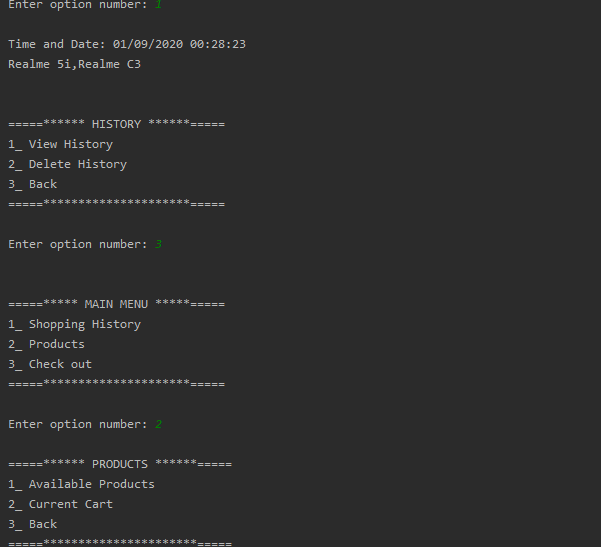 Enter option number: 1
Time and Date: 01/09/2020 00:28:23
Realme 5i,Realme C3
=====****** HISTORY ******=====
1_ View History
2_ Delete History
3_ Back
=====*********************=====
Enter option number: 3
=====***** MAIN MENU *****=====
1_ Shopping History
2_ Products
3_ Check out
=====*********************=====
Enter option number: 2
=====****** PRODUCTS ******=====
1_ Available Products
2_ Current Cart
3_ Back
=====**********************=====